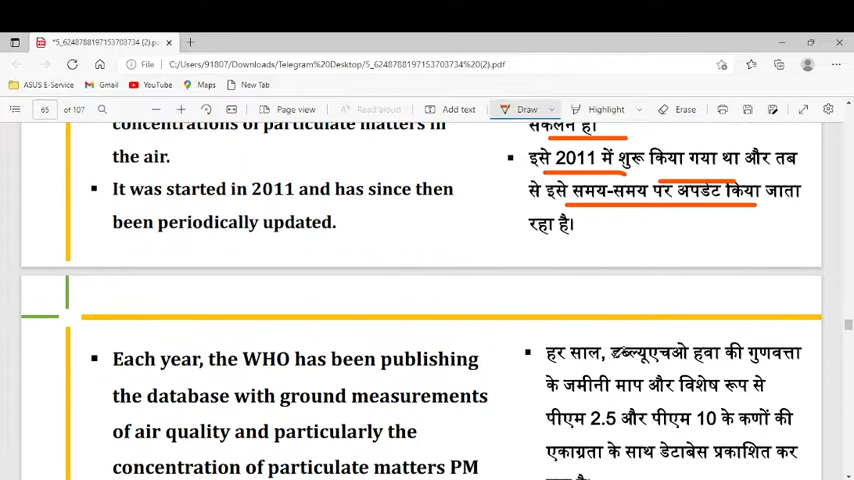 *5_6248788197153703734 (2).pdf
File
C:/Users/91807/Downloads/Telegram Desktop/5_6248788197153703734%20(2).pdf
ASUS E-Service
Gmail
YouTube
Maps
New Tab
65 of 107
Page view
Read aloud
Add text
Draw
Highlight
Erase
concentrations of particulate matters in
the air.
It was started in 2011 and has since then
been periodically updated.
संकलन है।
इसे 2011 में शुरू किया गया था और तब
से इसे समय-समय पर अपडेट किया जाता
रहा है।
Each year, the WHO has been publishing
the database with ground measurements
of air quality and particularly the
concentration of particulate matters PM
हर साल, डब्ल्यूएचओ हवा की गुणवत्ता
के जमीनी माप और विशेष रूप से
पीएम 2.5 और पीएम 10 के कणों की
एकाग्रता के साथ डेटाबेस प्रकाशित कर